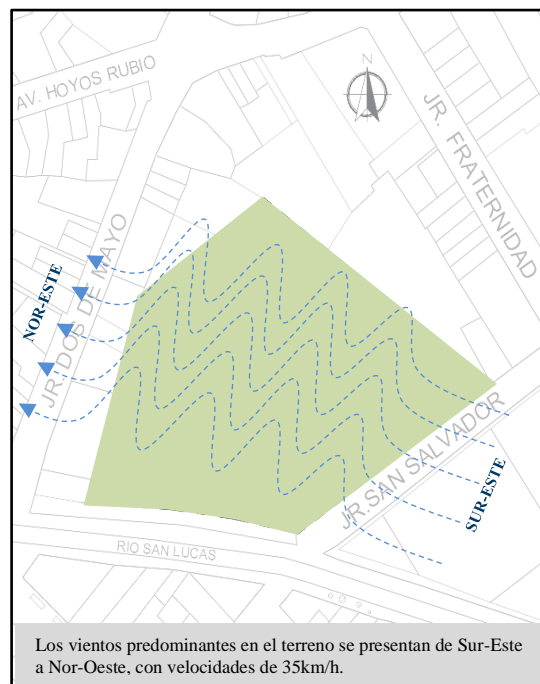 AV. HOYOS RUBIO
N
JR. FRATERNIDAD
JR. DOS DE MAYO
NOR-ESTE
JR.SAN SALVADOR
SUR-ESTE
RIO SAN LUCAS
Los vientos predominantes en el terreno se presentan de Sur-Este
a Nor-Oeste, con velocidades de 35km/h.